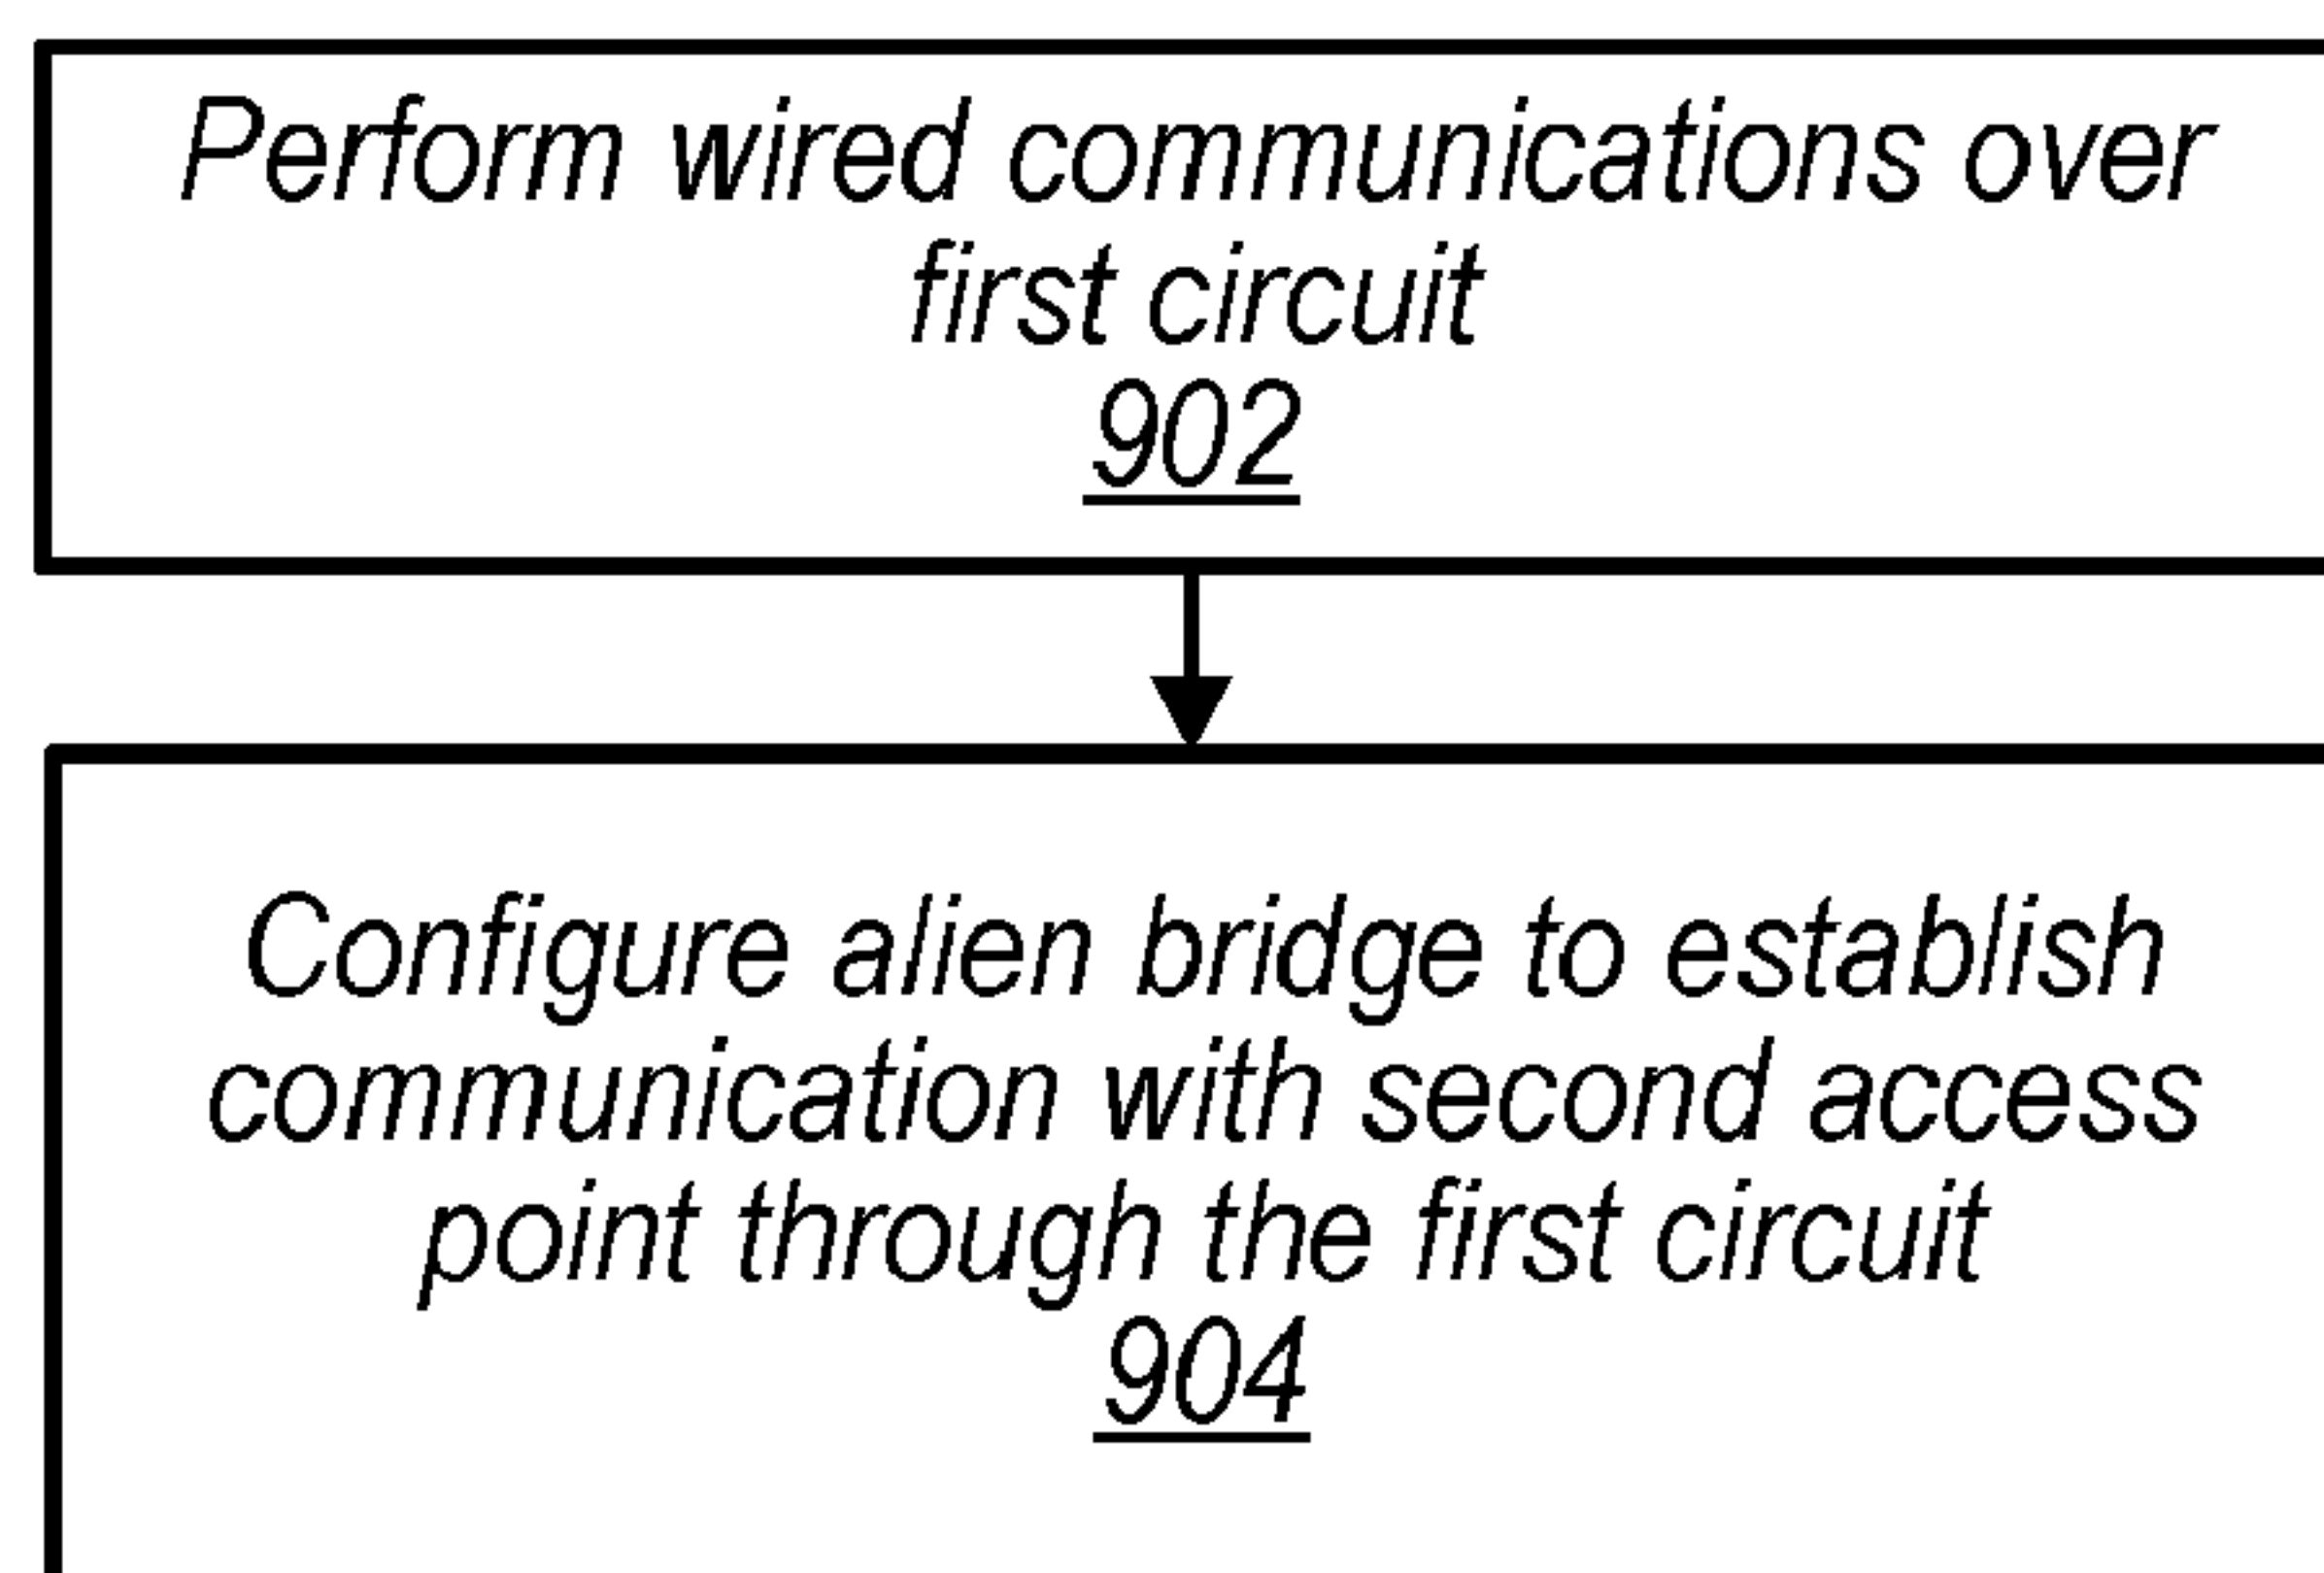 Perform wired communications over
first circuit
902
Configure alien bridge to establish
communication with second access
point through the first circuit
904